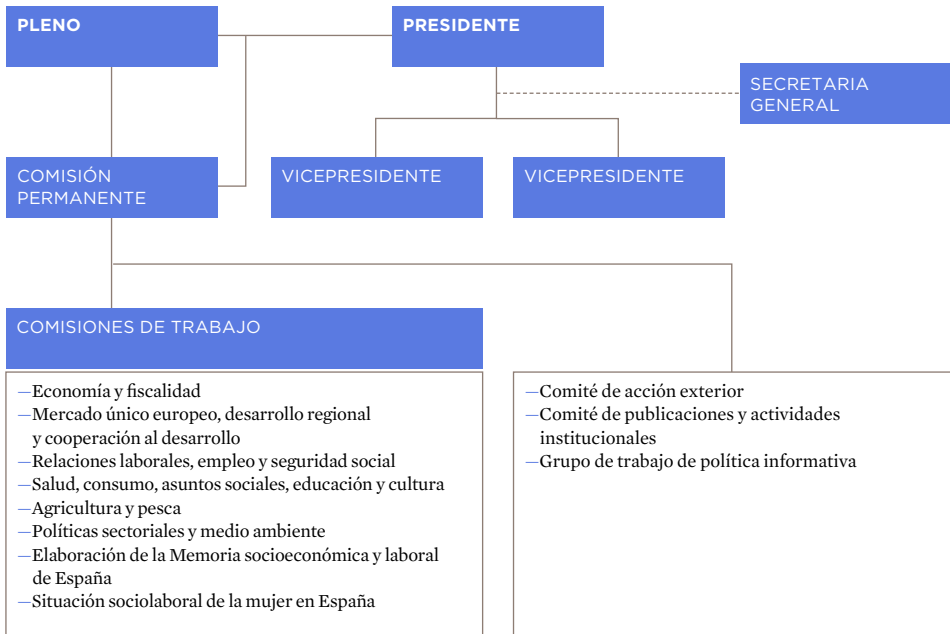 PLENO
PRESIDENTE
SECRETARIA
GENERAL
COMISIÓN
PERMANENTE
VICEPRESIDENTE
VICEPRESIDENTE
COMISIONES DE TRABAJO
—Economía y fiscalidad
—Mercado único europeo, desarrollo regional
y cooperación al desarrollo
—Relaciones laborales, empleo y seguridad social
—Salud, consumo, asuntos sociales, educación y cultura
—Agricultura y pesca
—Políticas sectoriales y medio ambiente
—Elaboración de la Memoria socioeconómica y laboral
de España
—Situación sociolaboral de la mujer en España
—Comité de acción exterior
—Comité de publicaciones y actividades
institucionales
—Grupo de trabajo de política informativa